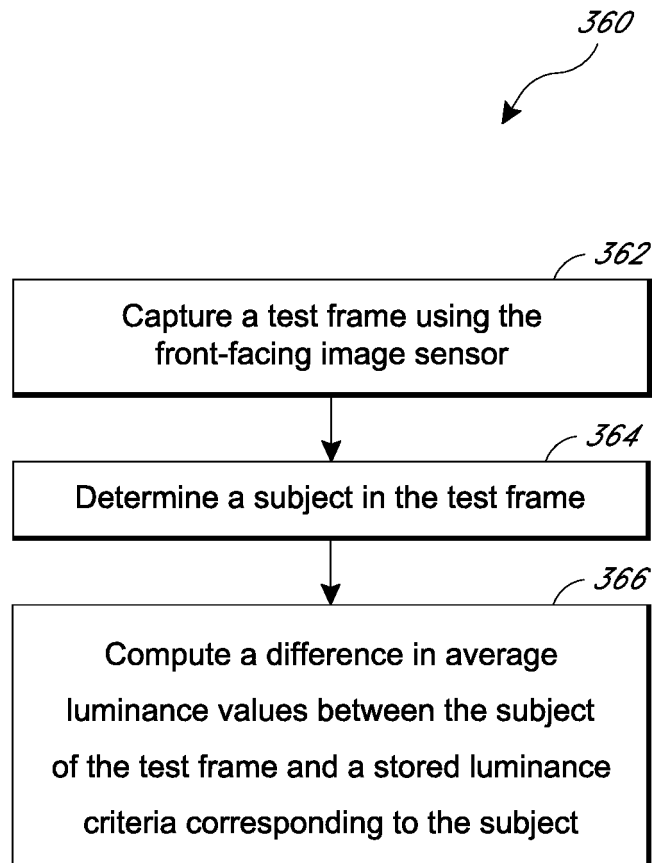 360
362
Capture a test frame using the
front-facing image sensor
364
Determine a subject in the test frame
366
Compute a difference in average
luminance values between the subject
of the test frame and a stored luminance
criteria corresponding to the subject